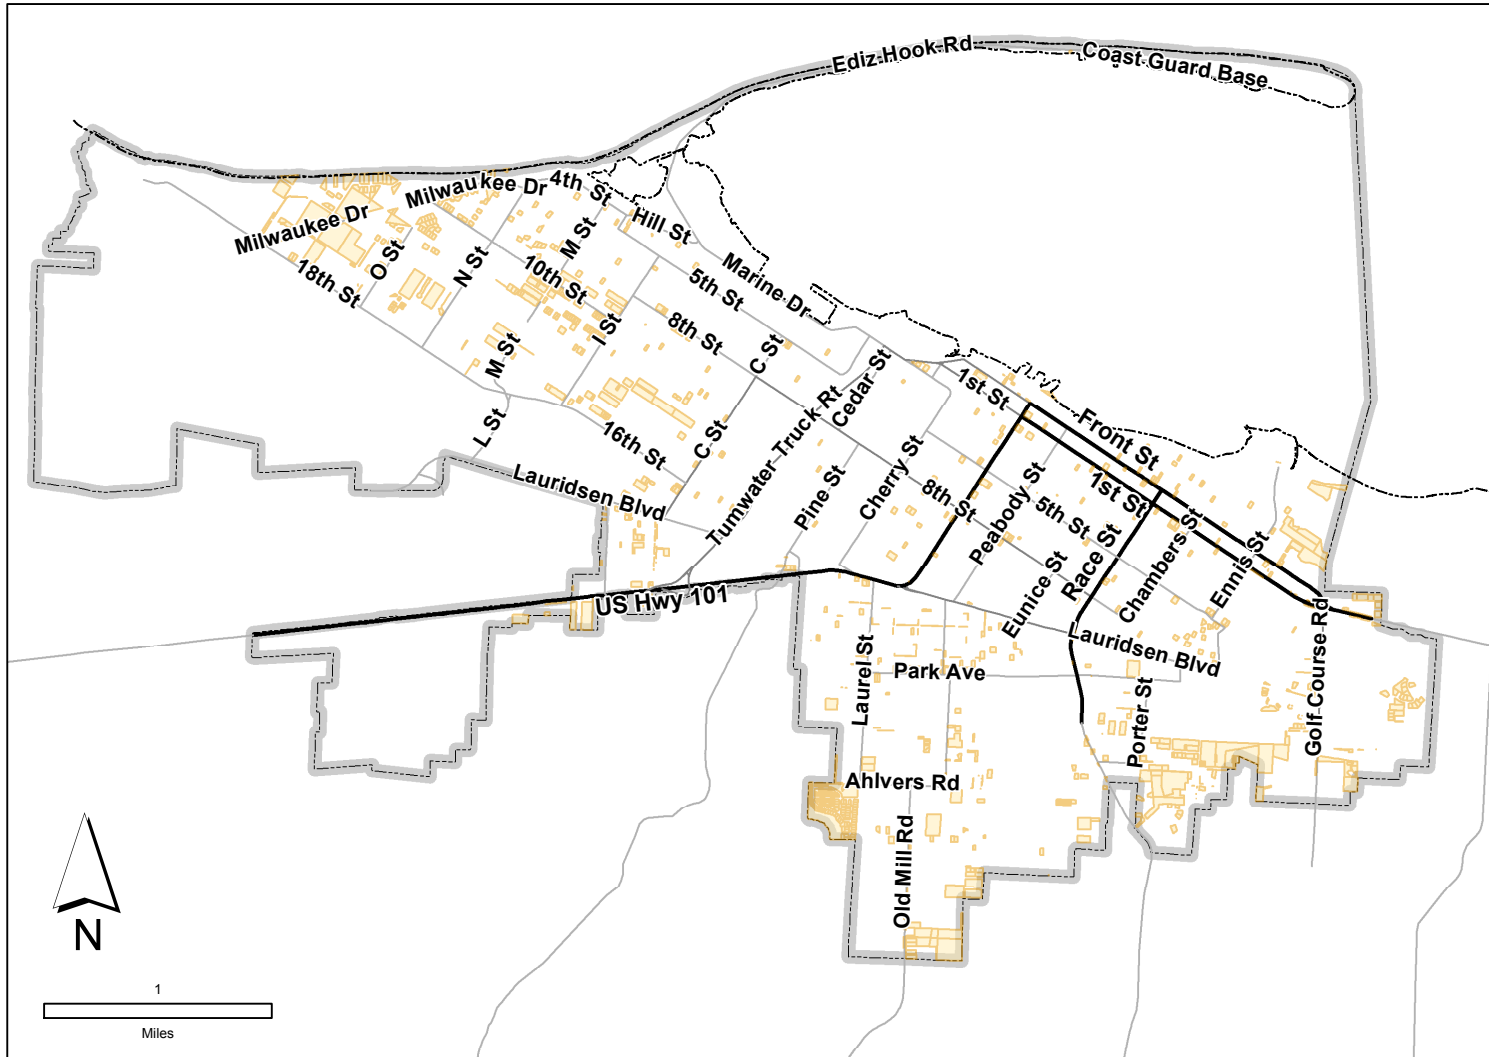 Ediz Hook Rd
Coast Guard Base
Milwaukee Dr
Milwaukee Dr
4th St
Hill St
M St
O St
N St
18th St
10th St
5th St
Marine Dr
I St
8th St
M St
C St
Cedar St
1st St
Front St
L St
16th St
C St
Tumwater Truck Rt
Lauridsen Blvd
Pine St
Cherry St
8th St
Peabody St
5th St
1st St
Race St
Chambers St
Ennis St
Eunice St
US Hwy 101
Lauridsen Blvd
Laurel St
Park Ave
Porter St
Golf Course Rd
Ahlvers Rd
Old Mill Rd
N
1
Miles